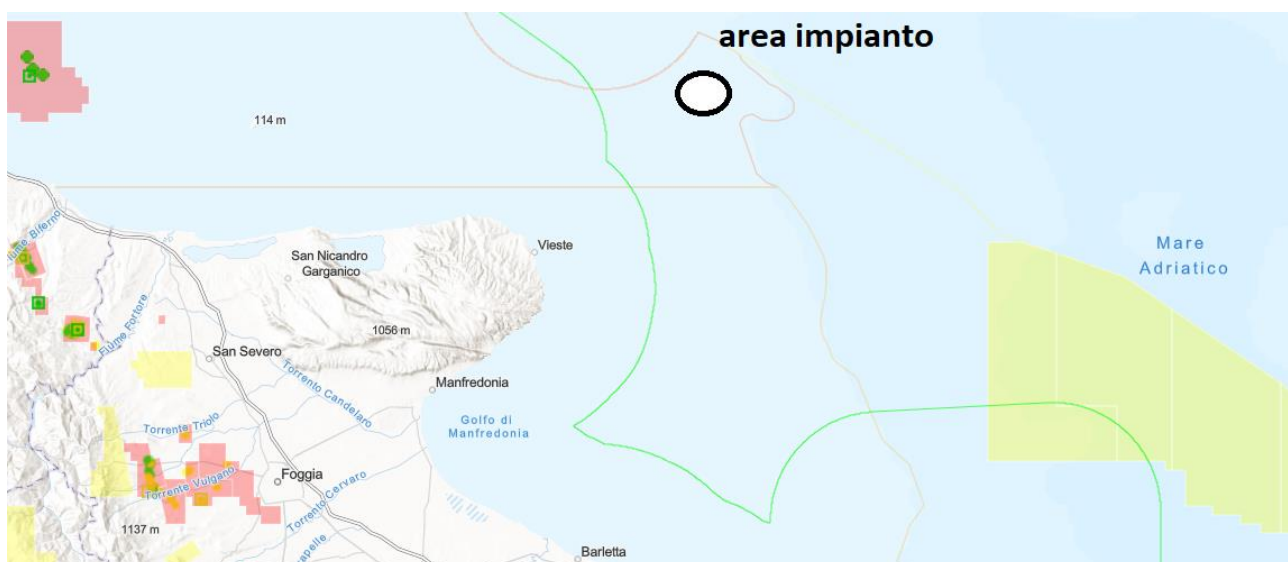 area impianto
114 m
Fiume Biferno
Vieste
San Nicandro
Garganico
Mare
Adriatico
1056 m
Fiume Fortore
San Severo
Manfredonia
Torrente Candelaro
Golfo di
Manfredonia
Torrente Triolo
Foggia
Torrente Vulgano
Torrente Cervaro
1137 m
apelle
Barletta